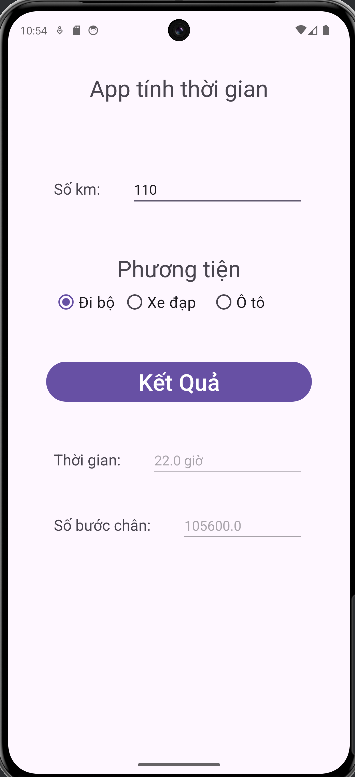 10:54
App tính thời gian
Số km: 110
Phương tiện
Đi bộ Xe đạp Ô tô
Kết Quả
Thời gian: 22.0 giờ
Số bước chân: 105600.0